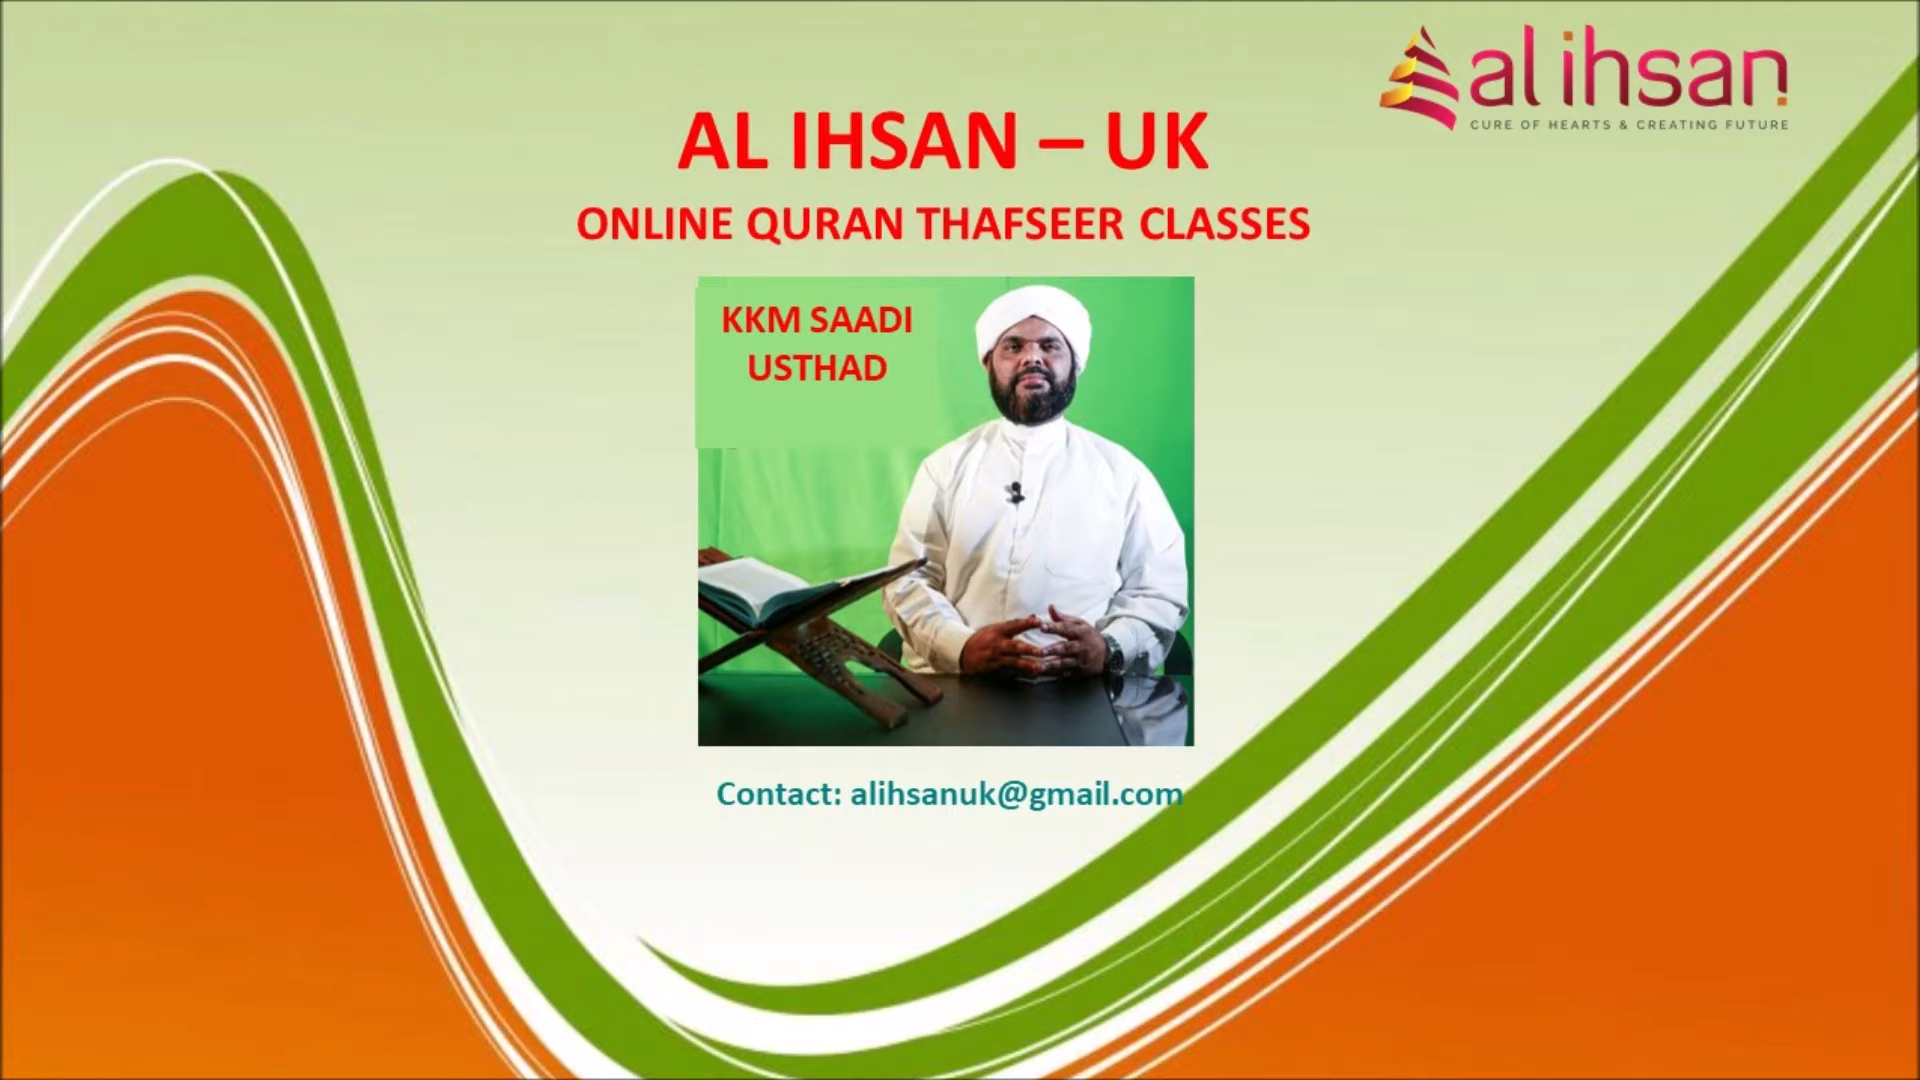 al ihsan
CURE OF HEARTS & CREATING FUTURE
AL IHSAN – UK
ONLINE QURAN THAFSEER CLASSES
KKM SAADI
USTHAD
Contact: alihsanuk@gmail.com